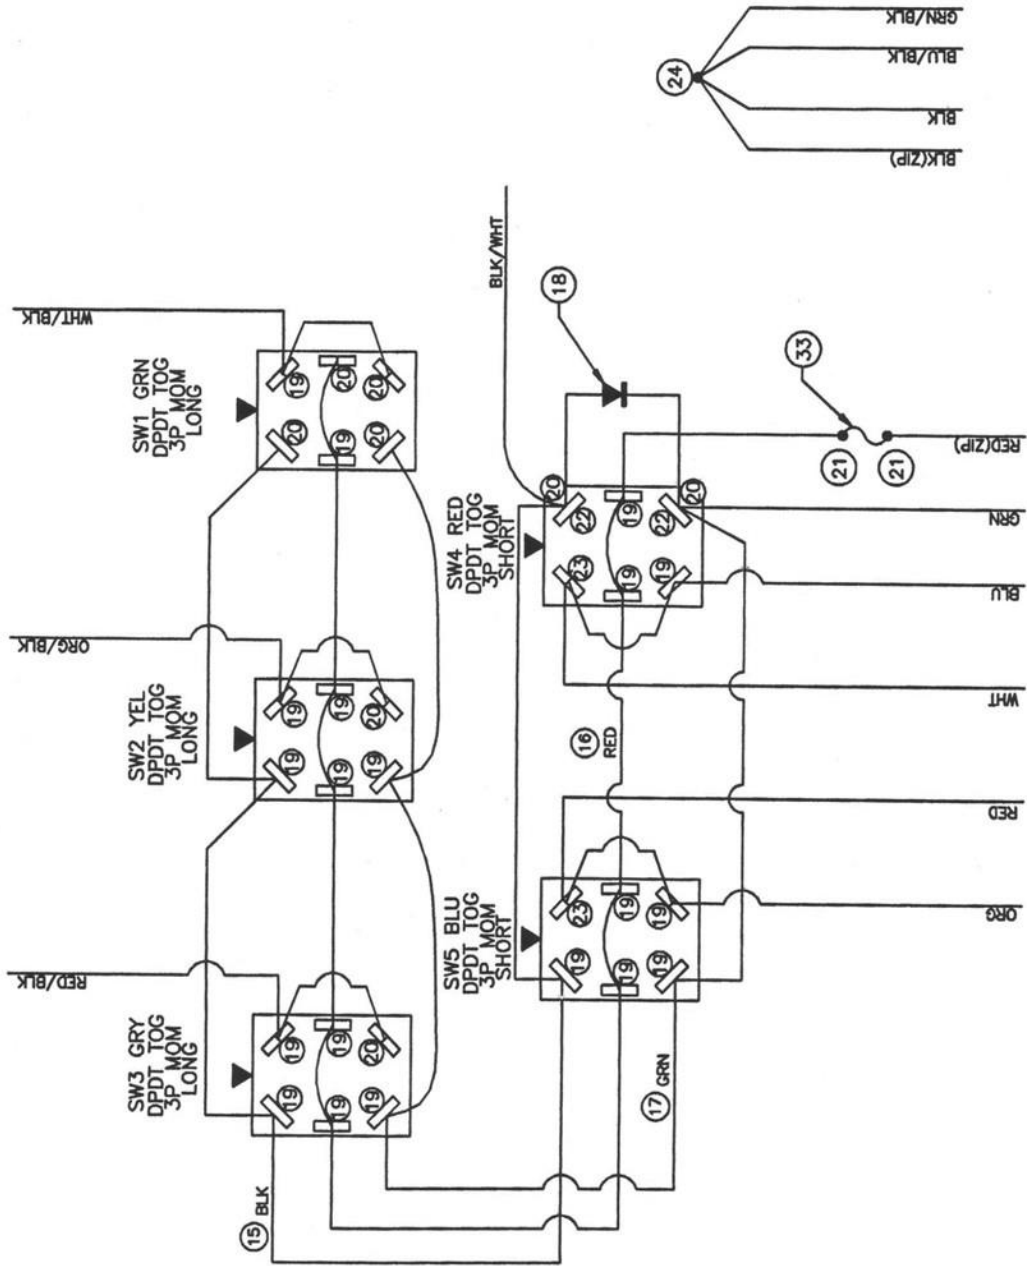 GRN/BLK
BLU/BLK
BLK
BLK(ZIP)
24
BLK/WHT
WHT/BLK
SW1 GRN
DPDT TOG
3P MOM
LONG
20
19
19
20
20
20
ORG/BLK
SW2 YEL
DPDT TOG
3P MOM
LONG
19
19
19
19
19
20
RED/BLK
SW3 GRY
DPDT TOG
3P MOM
LONG
19
19
19
19
19
20
18
33
21
21
RED(ZIP)
SW4 RED
DPDT TOG
3P MOM
SHORT
20
23
22
19
19
19
22
20
GRN
BLU
WHT
16
RED
RED
ORG
SW5 BLU
DPDT TOG
3P MOM
SHORT
19
23
19
19
19
19
17 GRN
15 BLK